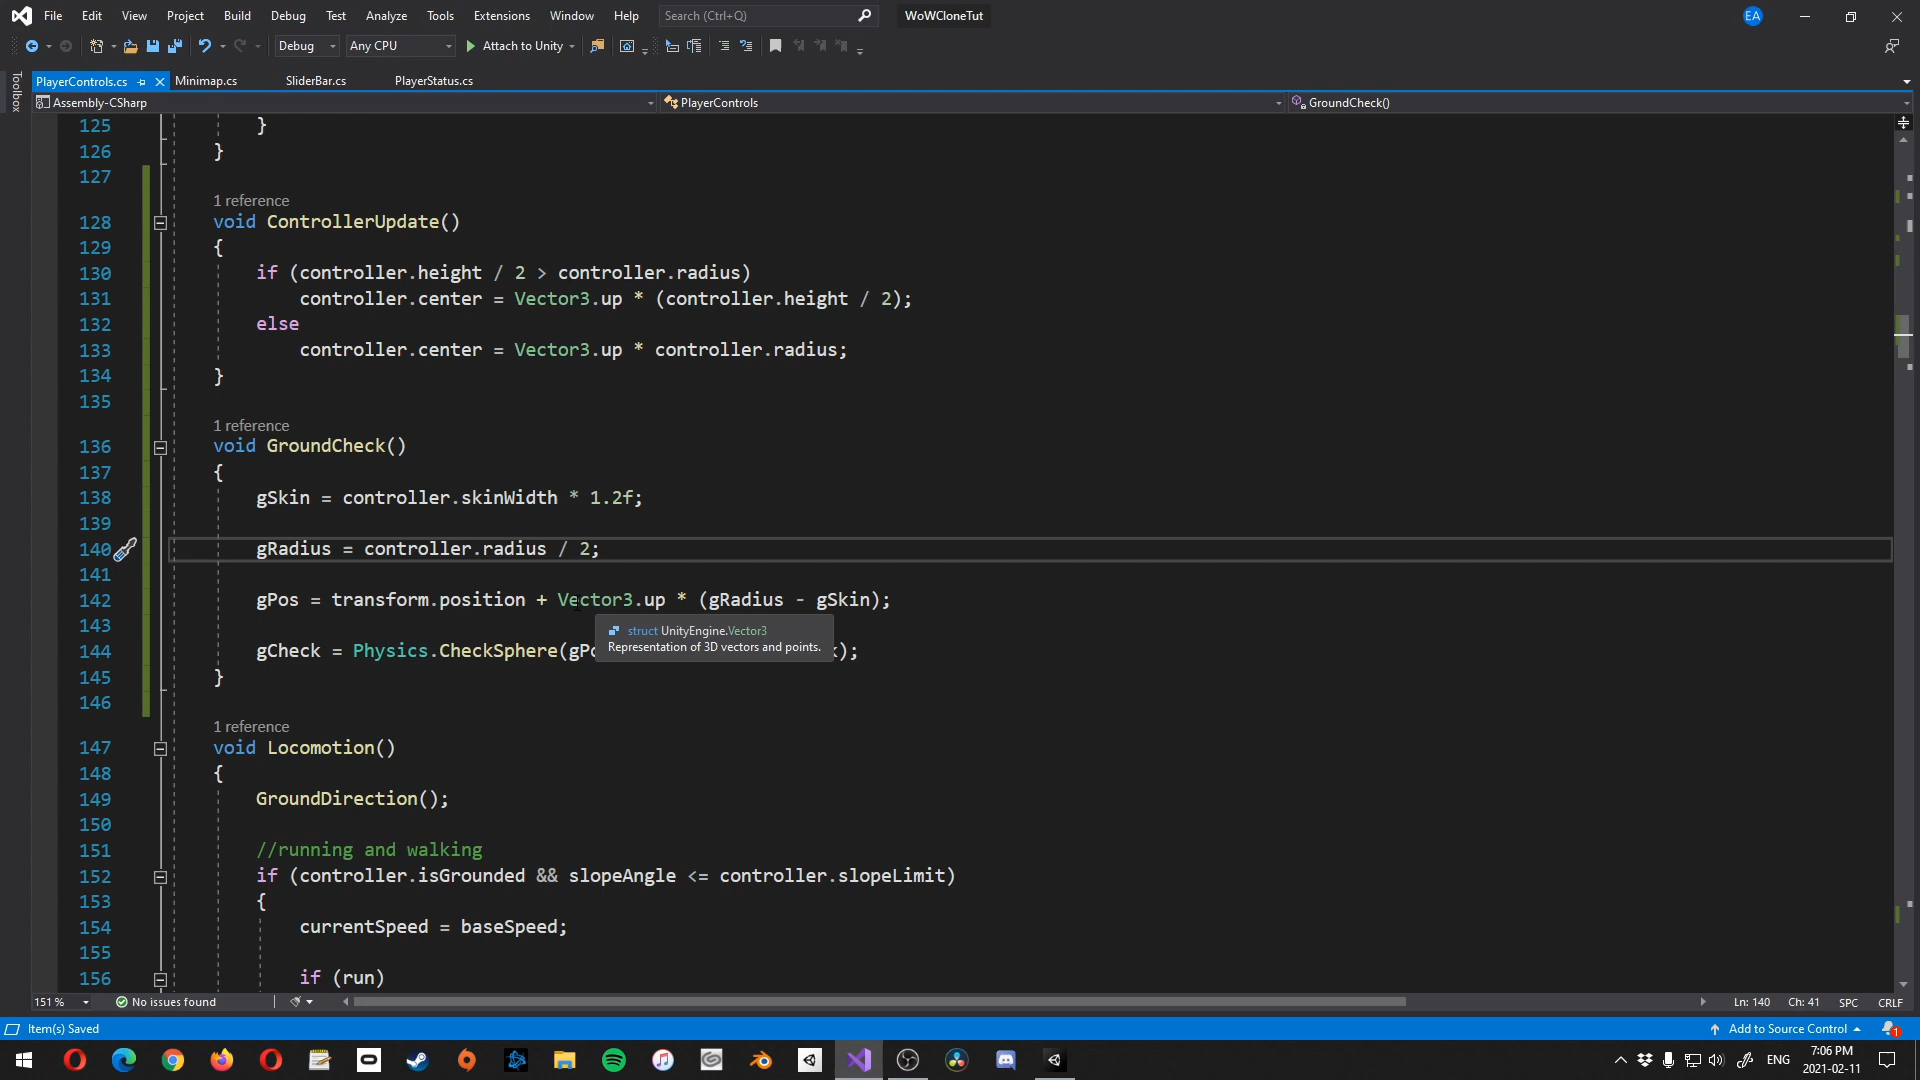 File Edit View Project Build Debug Test Analyze Tools Extensions Window Help Search (Ctrl+Q) WoWCloneTut EA
Debug Any CPU Attach to Unity
Toolbox
PlayerControls.cs Minimap.cs SliderBar.cs PlayerStatus.cs
Assembly-CSharp PlayerControls GroundCheck()
125 }
126 }
127
1 reference
128 void ControllerUpdate()
129 {
130 if (controller.height / 2 > controller.radius)
131 controller.center = Vector3.up * (controller.height / 2);
132 else
133 controller.center = Vector3.up * controller.radius;
134 }
135
1 reference
136 void GroundCheck()
137 {
138 gSkin = controller.skinWidth * 1.2f;
139
140 gRadius = controller.radius / 2;
141
142 gPos = transform.position + Vector3.up * (gRadius - gSkin);
143
struct UnityEngine.Vector3
Representation of 3D vectors and points.
144 gCheck = Physics.CheckSphere( );
145 }
146
1 reference
147 void Locomotion()
148 {
149 GroundDirection();
150
151 //running and walking
152 if (controller.isGrounded && slopeAngle <= controller.slopeLimit)
153 {
154 currentSpeed = baseSpeed;
155
156 if (run)
151 % No issues found Ln: 140 Ch: 41 SPC CRLF
Item(s) Saved Add to Source Control 1
ENG 7:06 PM
2021-02-11